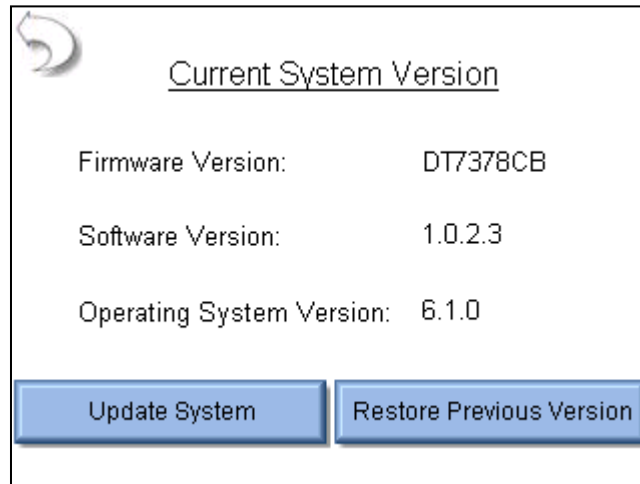 Current System Version
Firmware Version: DT7378CB
Software Version: 1.0.2.3
Operating System Version: 6.1.0
Update System Restore Previous Version